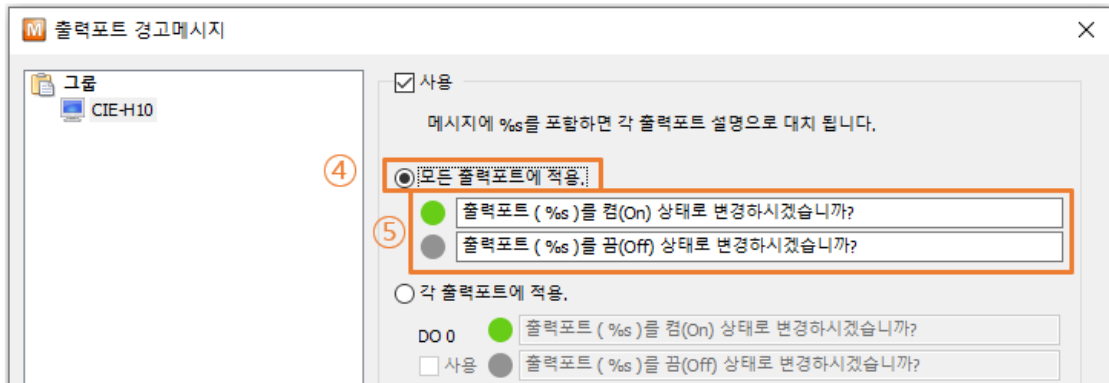 M 출력포트 경고메시지
그룹
CIE-H10
사용
메시지에 %s를 포함하면 각 출력포트 설명으로 대치 됩니다.
④
모든 출력포트에 적용.
⑤
출력포트 ( %s )를 켬(On) 상태로 변경하시겠습니까?
출력포트 ( %s )를 끔(Off) 상태로 변경하시겠습니까?
각 출력포트에 적용.
DO 0
출력포트 ( %s )를 켬(On) 상태로 변경하시겠습니까?
사용
출력포트 ( %s )를 끔(Off) 상태로 변경하시겠습니까?